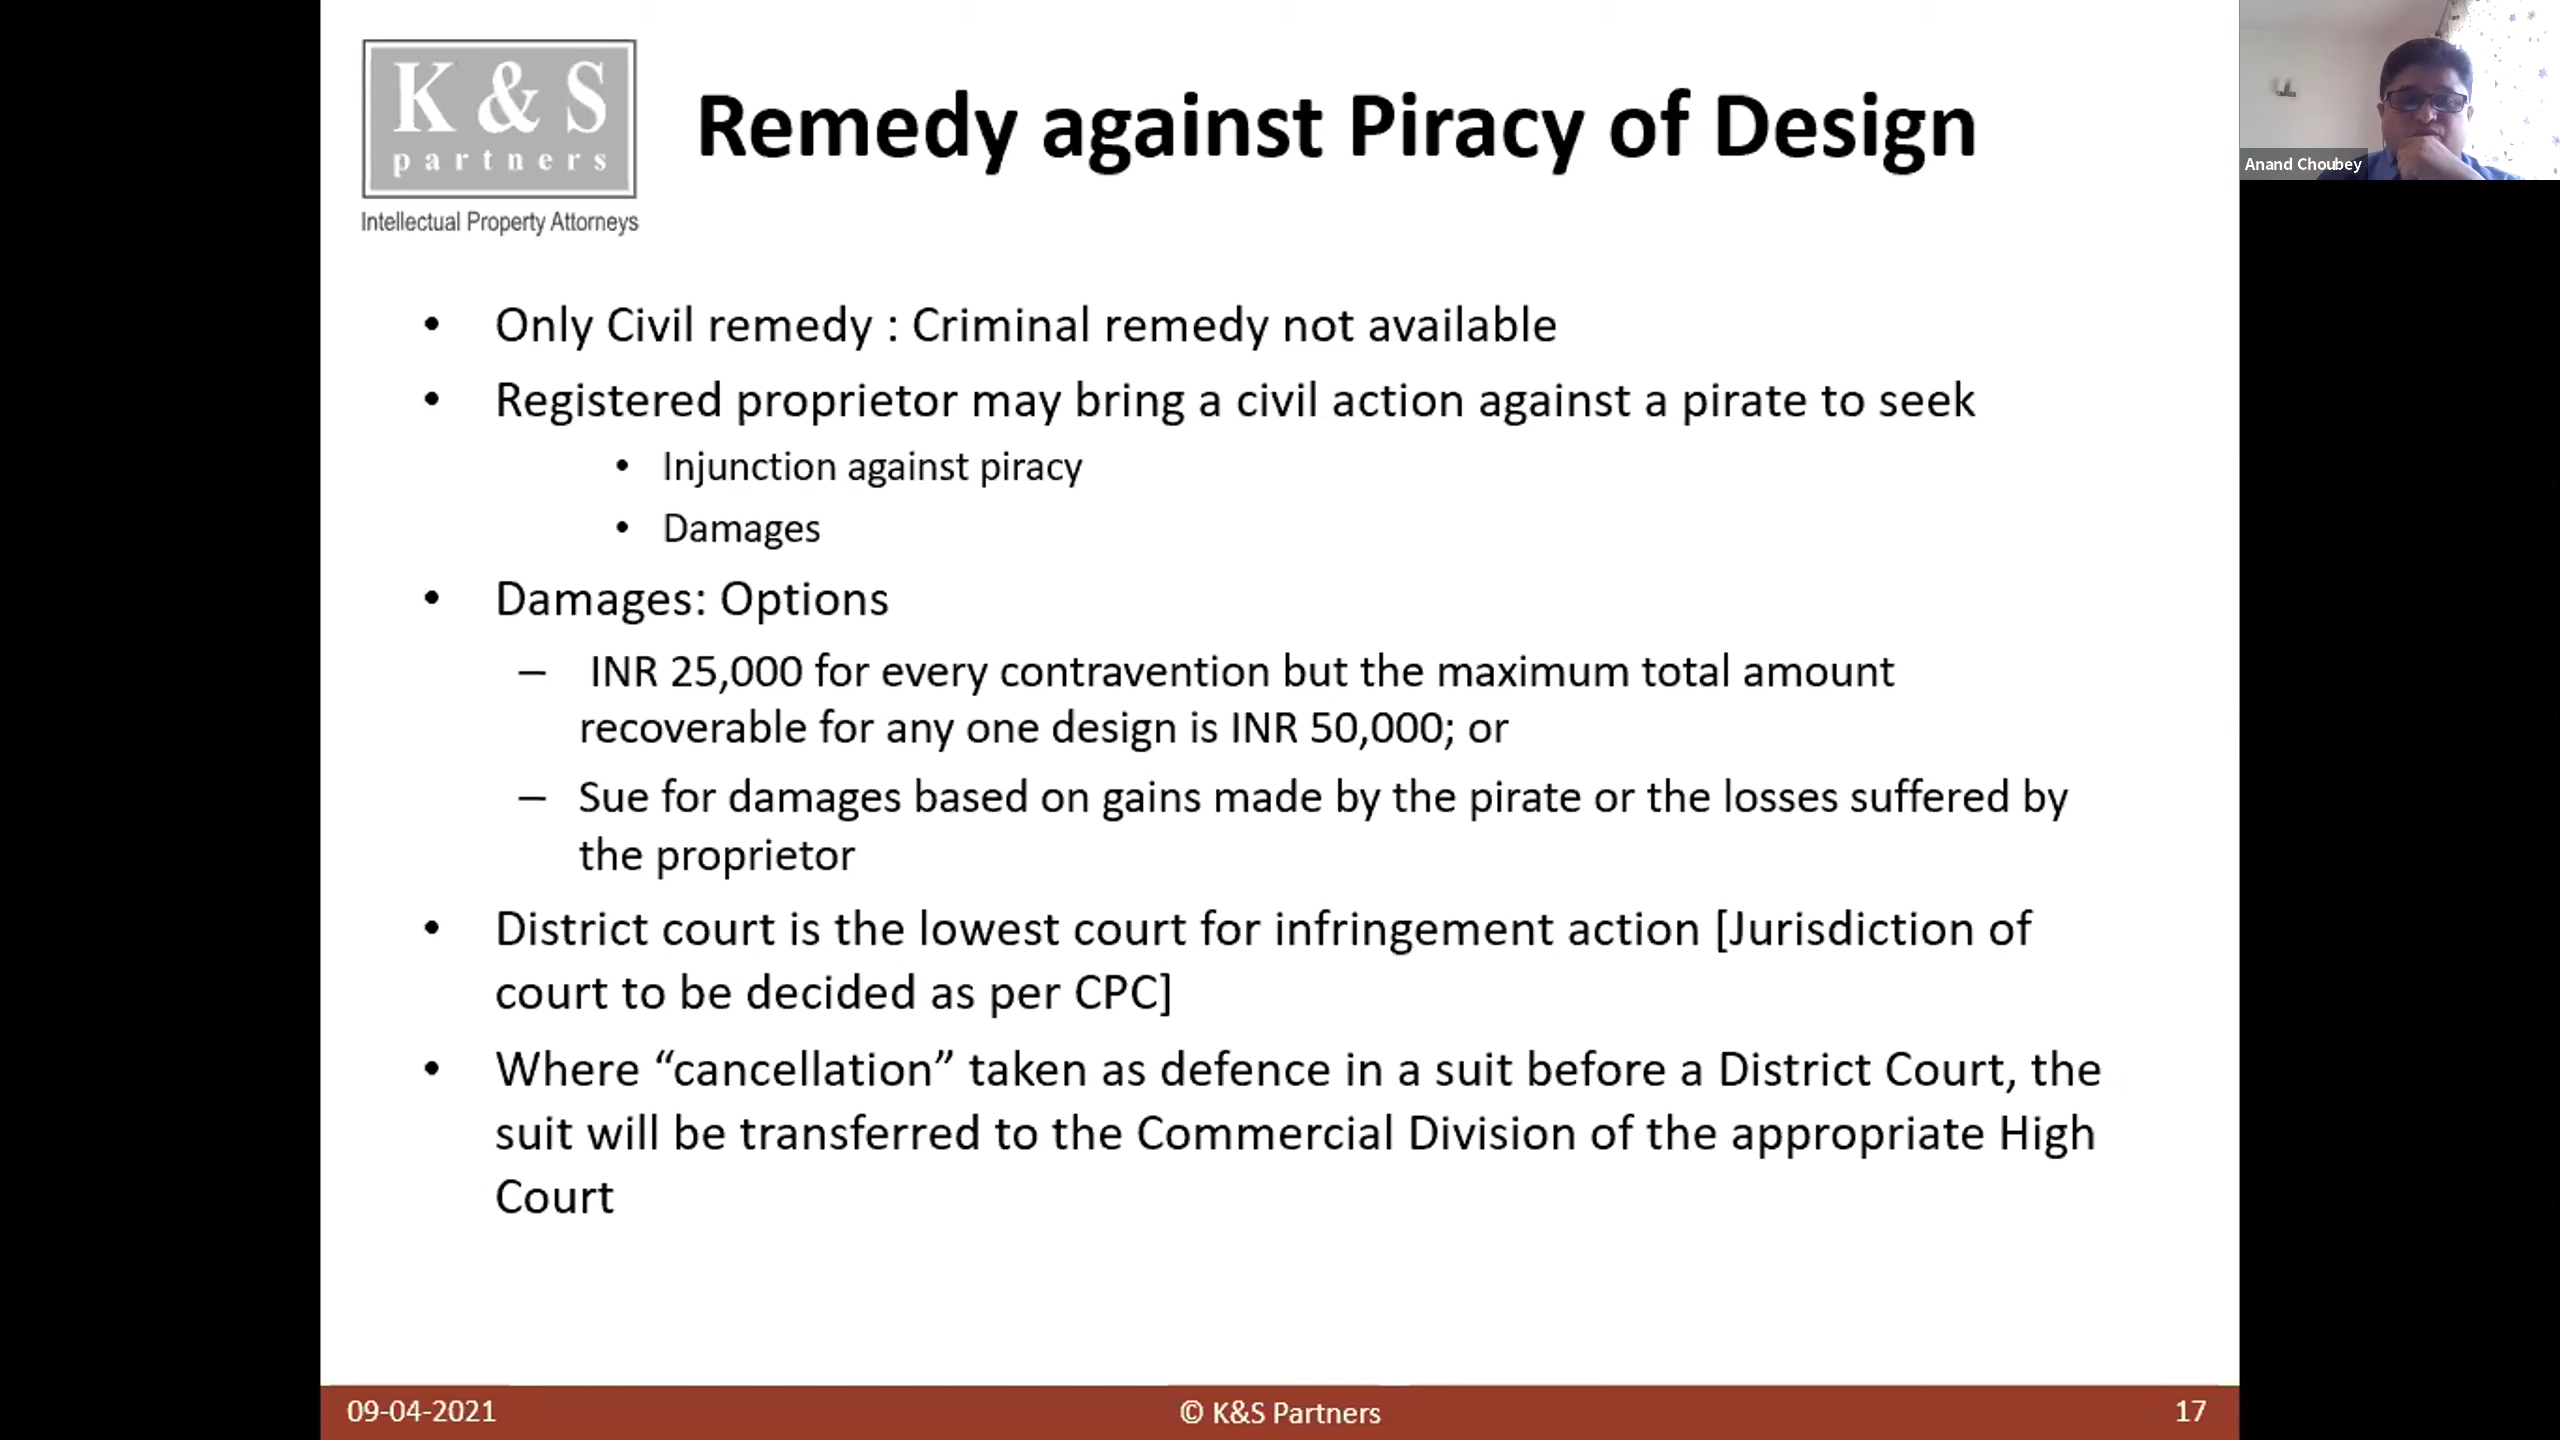 K & S
partners
Intellectual Property Attorneys
Remedy against Piracy of Design
Anand Choubey
• Only Civil remedy : Criminal remedy not available
• Registered proprietor may bring a civil action against a pirate to seek
• Injunction against piracy
• Damages
• Damages: Options
– INR 25,000 for every contravention but the maximum total amount
recoverable for any one design is INR 50,000; or
– Sue for damages based on gains made by the pirate or the losses suffered by
the proprietor
• District court is the lowest court for infringement action [Jurisdiction of
court to be decided as per CPC]
• Where “cancellation” taken as defence in a suit before a District Court, the
suit will be transferred to the Commercial Division of the appropriate High
Court
09-04-2021
© K&S Partners
17